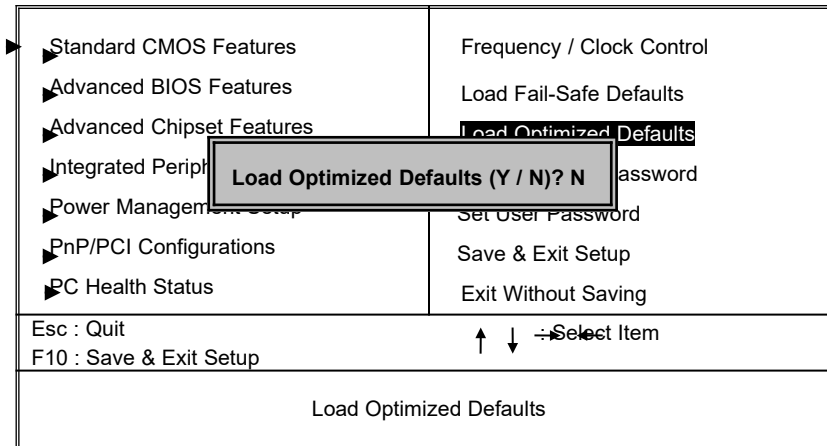 Standard CMOS Features
Advanced BIOS Features
Advanced Chipset Features
Integrated Periph
Power Management Setup
PnP/PCI Configurations
PC Health Status
Frequency / Clock Control
Load Fail-Safe Defaults
Load Optimized Defaults
assword
Set User Password
Save & Exit Setup
Exit Without Saving
Load Optimized Defaults (Y / N)? N
Esc : Quit
F10 : Save & Exit Setup
↑ ↓ → ← : Select Item
Load Optimized Defaults